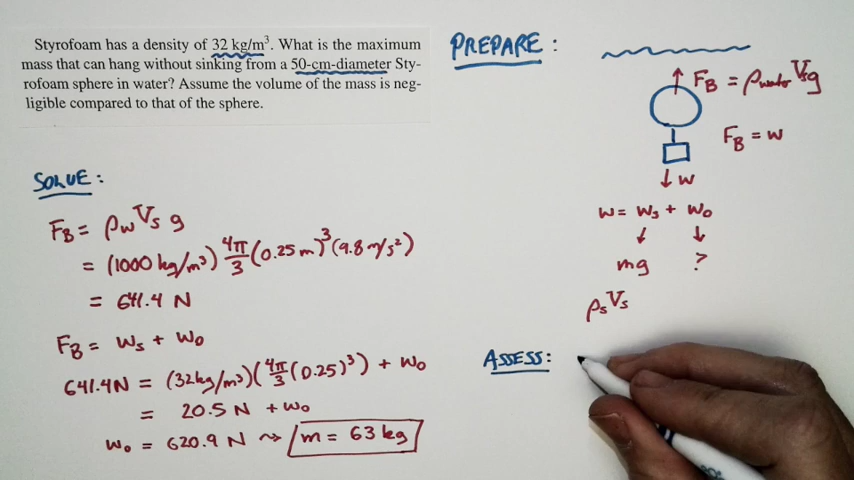 Styrofoam has a density of 32 kg/m³. What is the maximum
mass that can hang without sinking from a 50-cm-diameter Sty-
rofoam sphere in water? Assume the volume of the mass is neg-
ligible compared to that of the sphere.
SOLVE:
F_B = ρ_w V_s g
= (1000 kg/m³) 4π/3 (0.25 m)³ (9.8 m/s²)
= 641.4 N
F_B = w_s + w_o
641.4 N = (32 kg/m³)(4π/3 (0.25)³) + w_o
= 20.5 N + w_o
w_o = 620.9 N ⤳ m = 63 kg
PREPARE:
F_B = ρ_water V_s g
F_B = w
w
w = w_s + w_o
mg ?
ρ_s V_s
ASSESS: